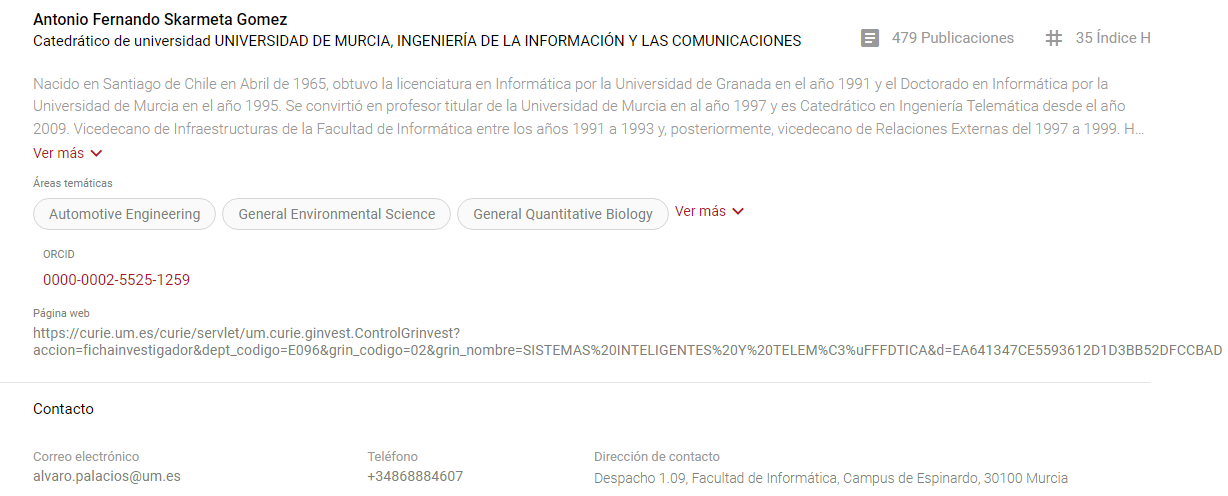 Antonio Fernando Skarmeta Gomez
Catedrático de universidad UNIVERSIDAD DE MURCIA, INGENIERÍA DE LA INFORMACIÓN Y LAS COMUNICACIONES
479 Publicaciones
35 Índice H
Nacido en Santiago de Chile en Abril de 1965, obtuvo la licenciatura en Informática por la Universidad de Granada en el año 1991 y el Doctorado en Informática por la
Universidad de Murcia en el año 1995. Se convirtió en profesor titular de la Universidad de Murcia en al año 1997 y es Catedrático en Ingeniería Telemática desde el año
2009. Vicedecano de Infraestructuras de la Facultad de Informática entre los años 1991 a 1993 y, posteriormente, vicedecano de Relaciones Externas del 1997 a 1999. H...
Ver más
Áreas temáticas
Automotive Engineering
General Environmental Science
General Quantitative Biology
Ver más
ORCID
0000-0002-5525-1259
Página web
https://curie.um.es/curie/servlet/um.curie.ginvest.ControlGrinvest?
accion=fichainvestigador&dept_codigo=E096&grin_codigo=02&grin_nombre=SISTEMAS%20INTELIGENTES%20Y%20TELEM%C3%uFFFDTICA&d=EA641347CE5593612D1D3BB52DFCCBAD
Contacto
Correo electrónico
alvaro.palacios@um.es
Teléfono
+34868884607
Dirección de contacto
Despacho 1.09, Facultad de Informática, Campus de Espinardo, 30100 Murcia